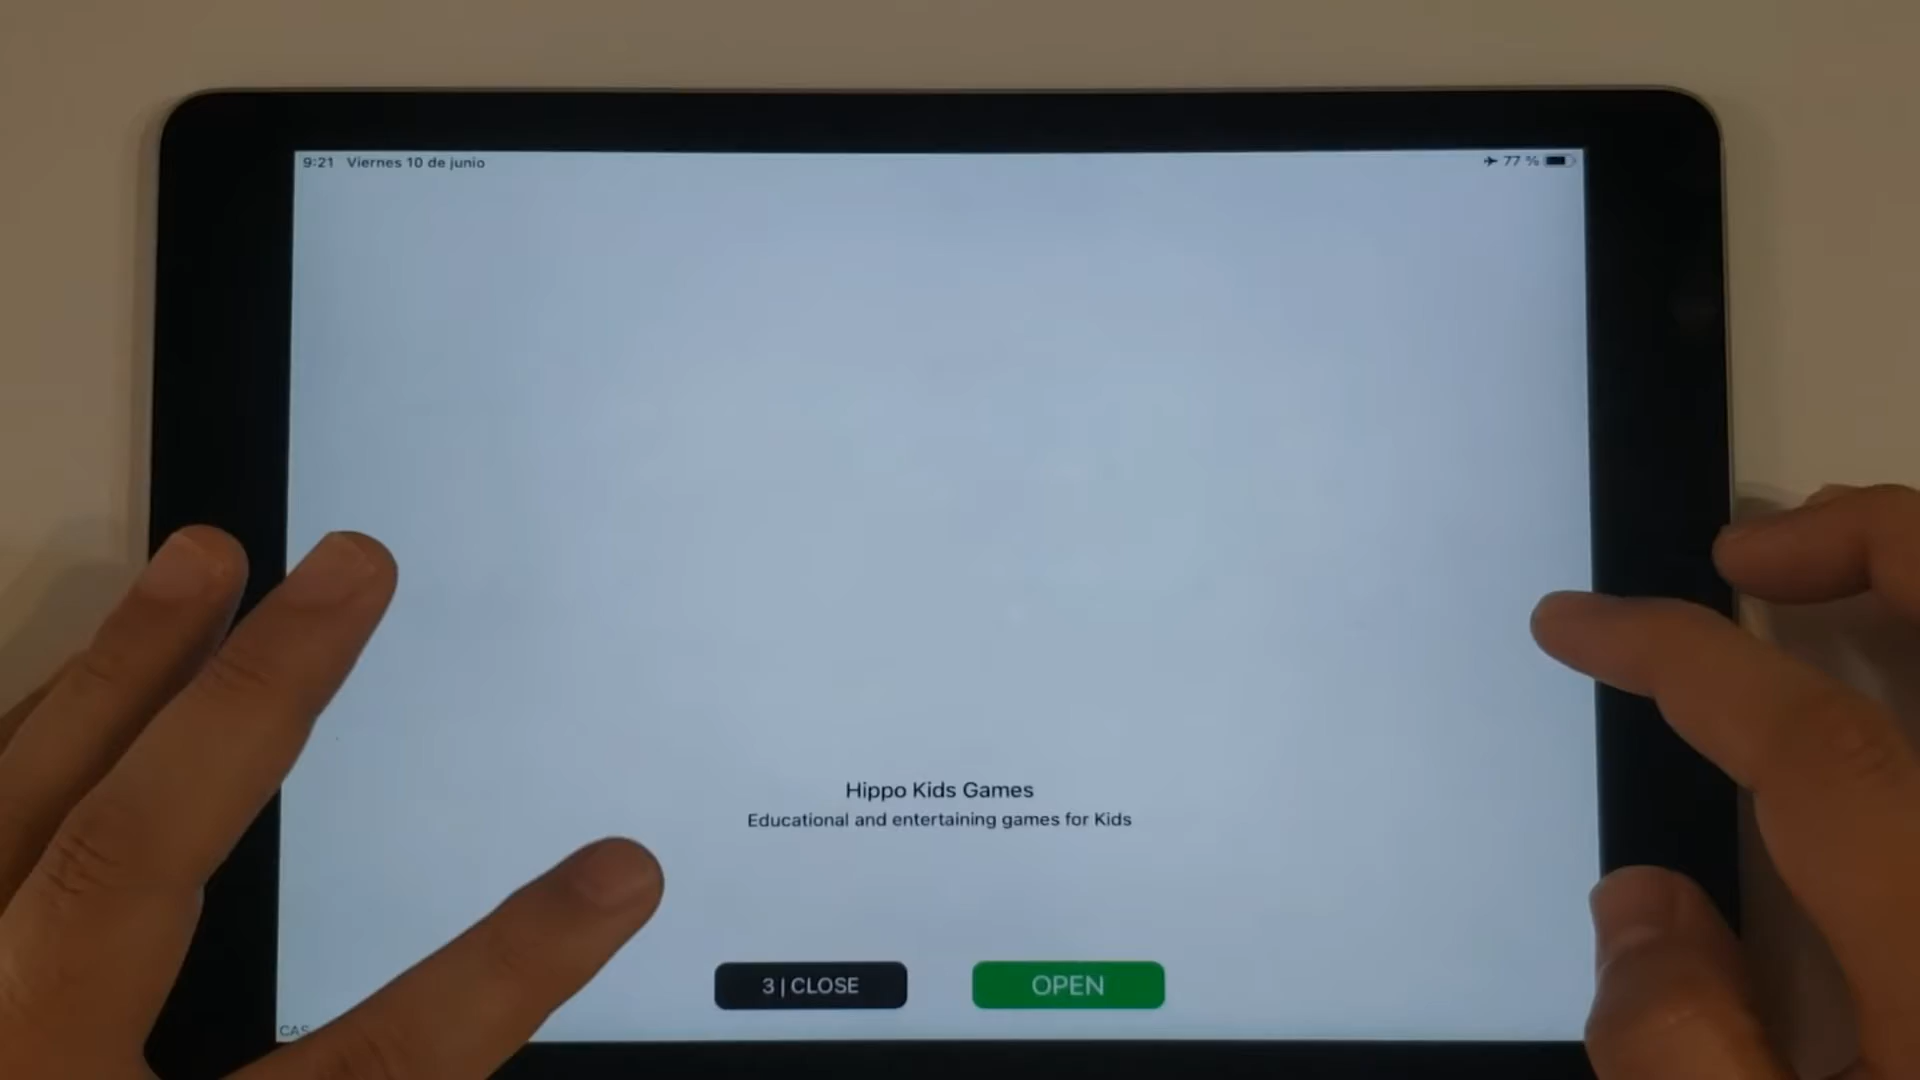 9:21 Viernes 10 de junio
77 %
Hippo Kids Games
Educational and entertaining games for Kids
3 | CLOSE
OPEN
CAS